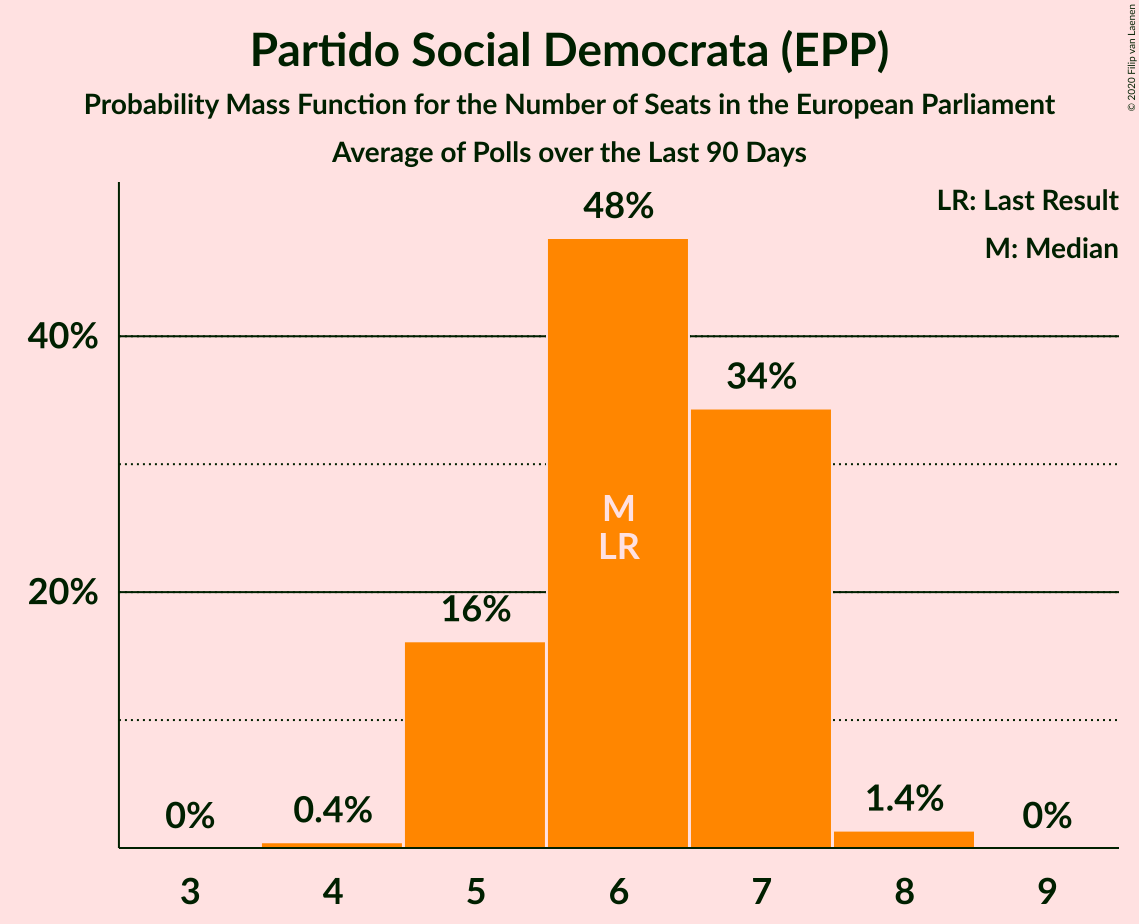 Partido Social Democrata (EPP)
Probability Mass Function for the Number of Seats in the European Parliament
Average of Polls over the Last 90 Days
© 2020 Filip van Laenen
LR: Last Result
M: Median
48%
40%
34%
M
LR
20%
16%
0%
0.4%
1.4%
0%
3 4 5 6 7 8 9